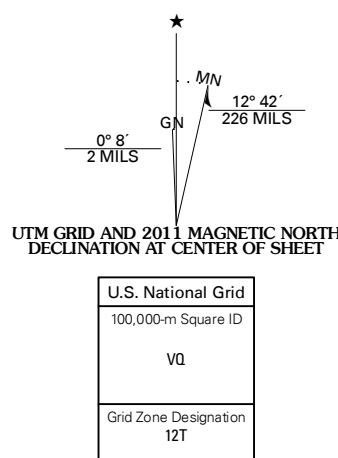 MN
GN
12° 42´
226 MILS
0° 8´
2 MILS
UTM GRID AND 2011 MAGNETIC NORTH
DECLINATION AT CENTER OF SHEET
U.S. National Grid
100,000-m Square ID
VQ
Grid Zone Designation
12T